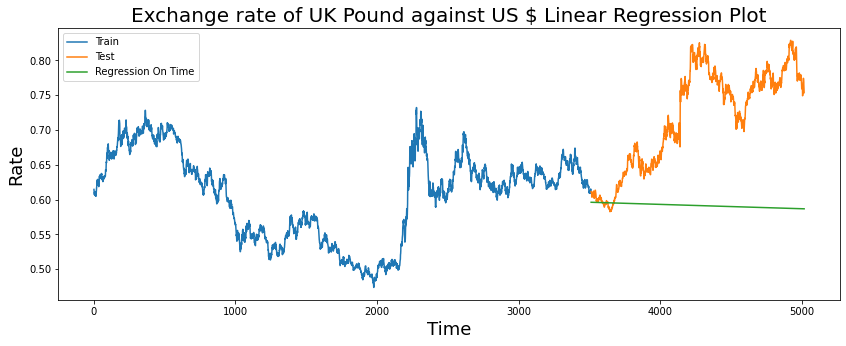 Exchange rate of UK Pound against US $ Linear Regression Plot
Train
Test
Regression On Time
Rate
0.80
0.75
0.70
0.65
0.60
0.55
0.50
0 1000 2000 3000 4000 5000
Time